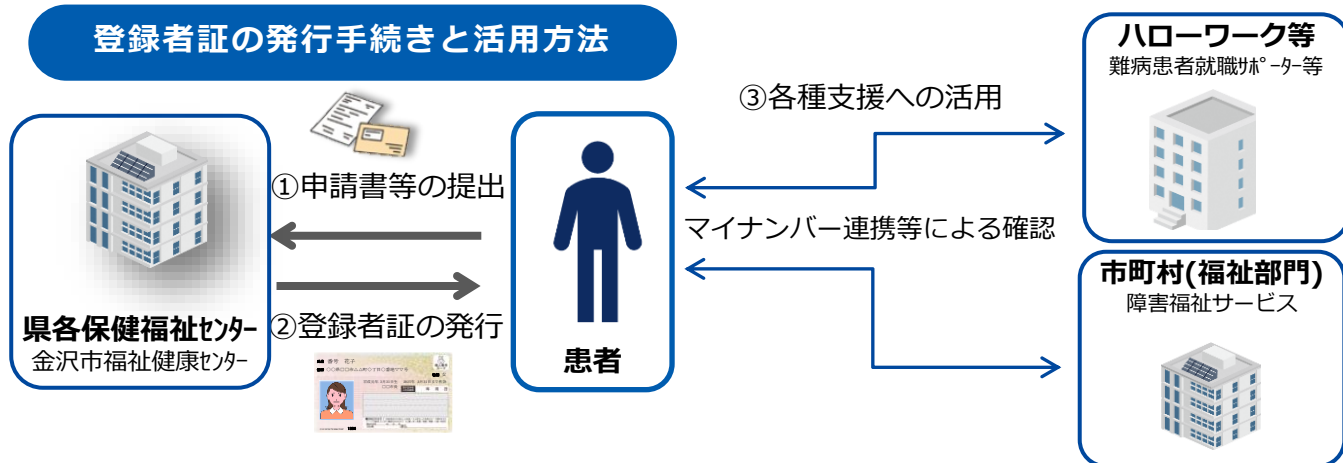 登録者証の発行手続きと活用方法
ハローワーク等
難病患者就職ｻﾎﾟｰﾀｰ等
③各種支援への活用
①申請書等の提出
マイナンバー連携等による確認
県各保健福祉ｾﾝﾀｰ
金沢市福祉健康ｾﾝﾀｰ
②登録者証の発行
患者
市町村(福祉部門)
障害福祉サービス
番号 花子